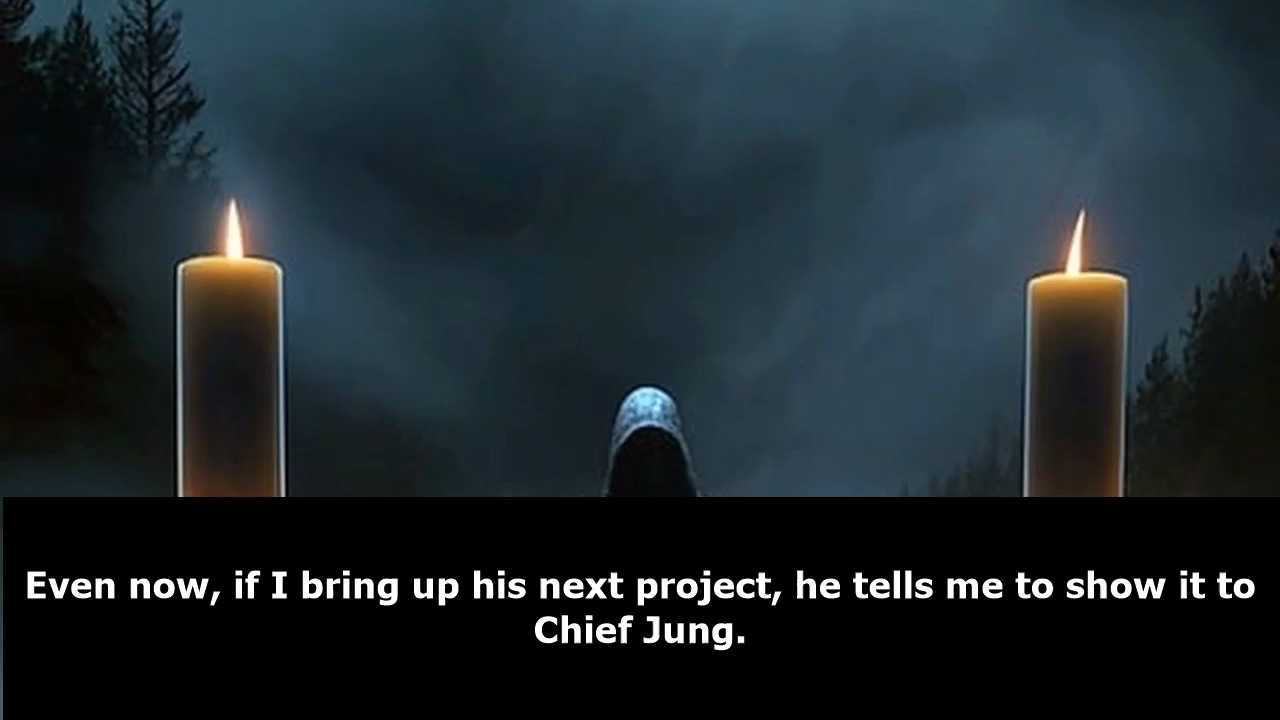 Even now, if I bring up his next project, he tells me to show it to
Chief Jung.